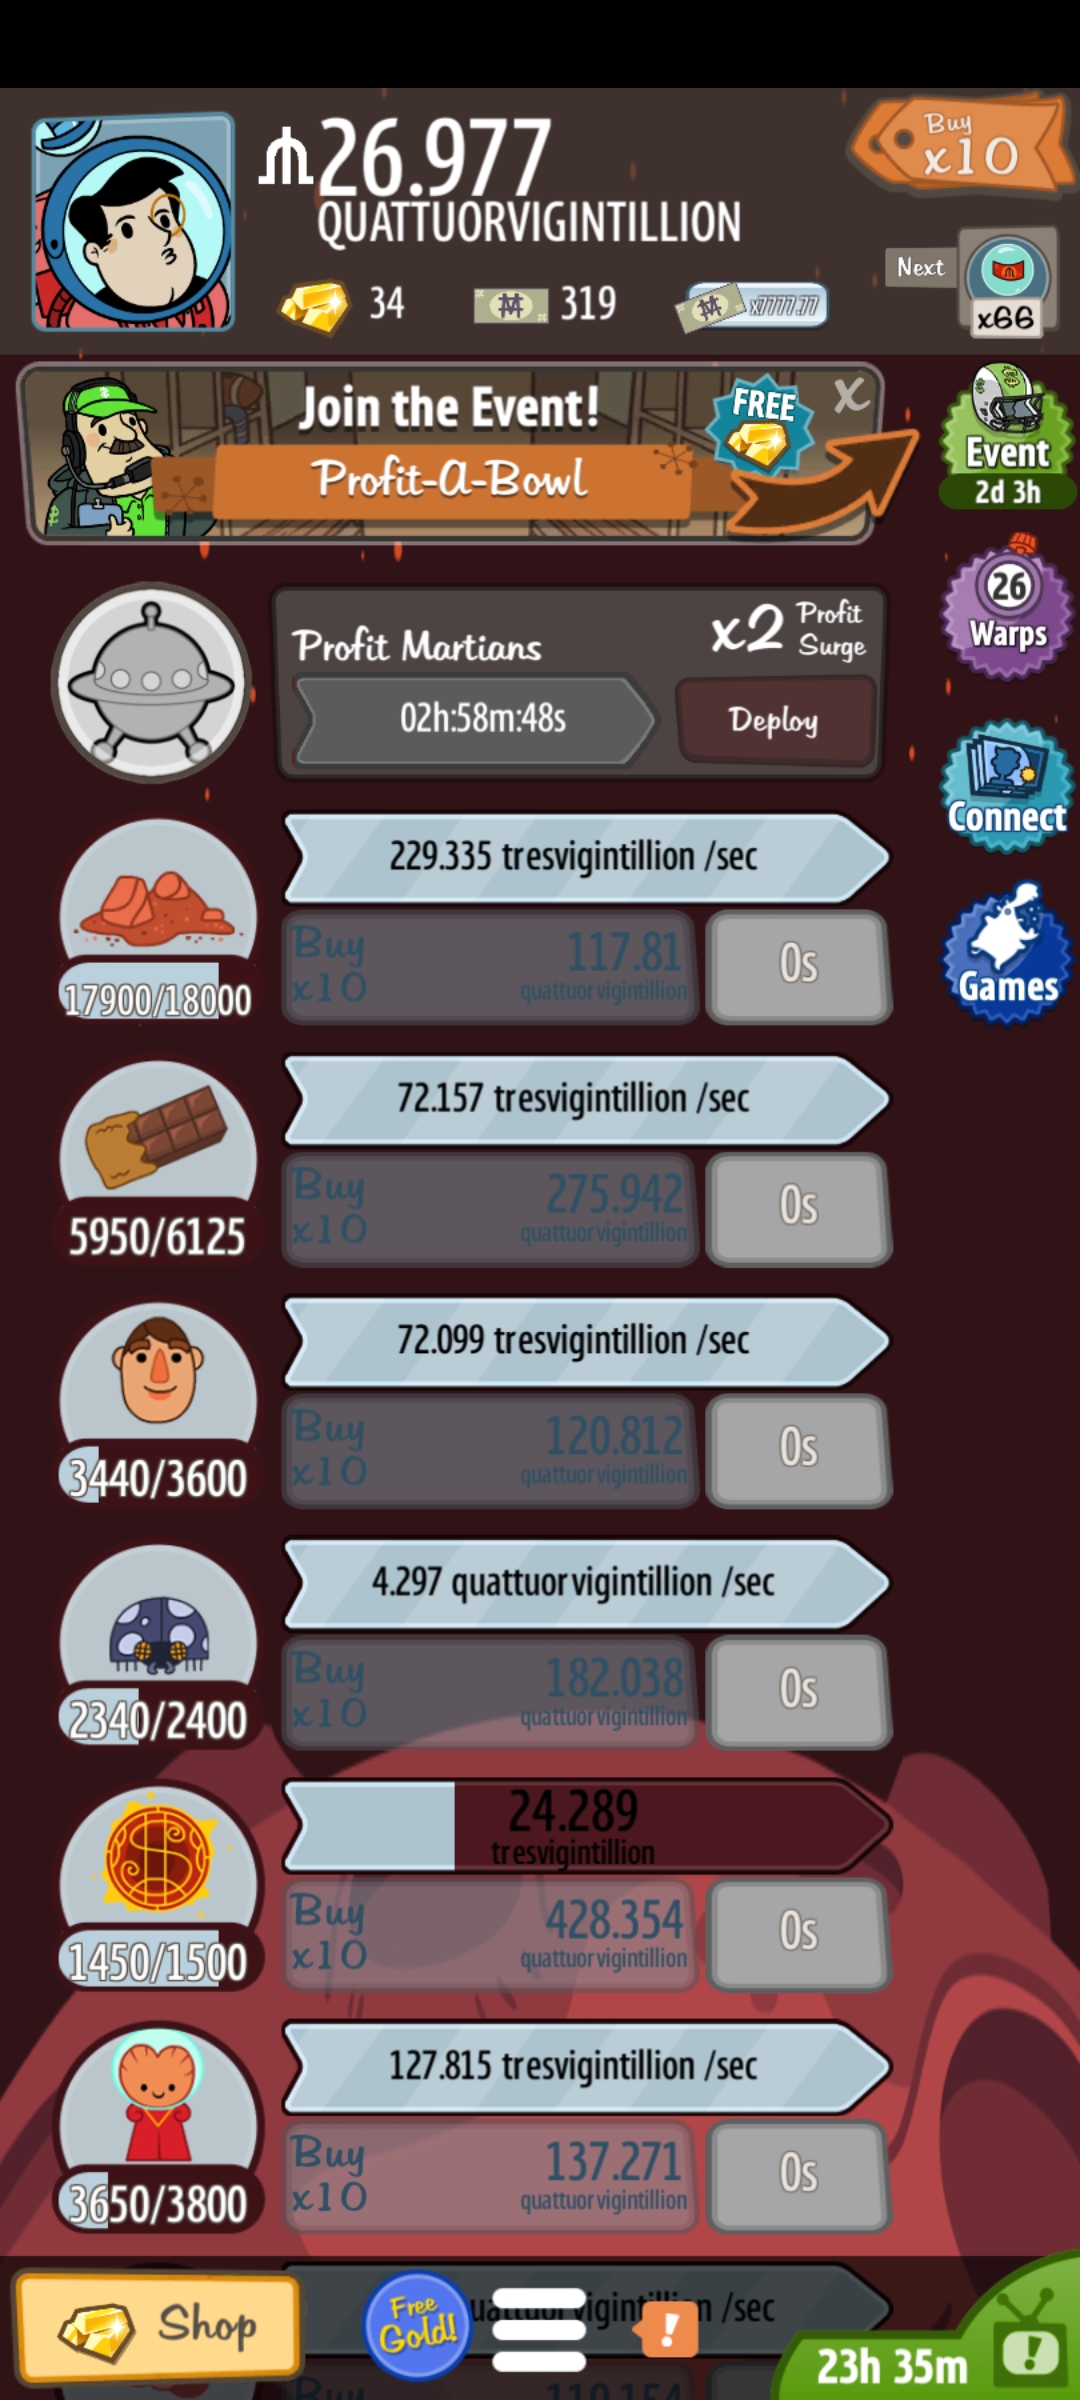 26.977
QUATTUORVIGINTILLION
Buy
x10
34
319
x7777.77
Next
x66
Join the Event!
Profit-A-Bowl
FREE
X
Event
2d 3h
Profit Martians
x2 Profit
Surge
02h:58m:48s
Deploy
26
Warps
Connect
Games
229.335 tresvigintillion /sec
Buy
x10
117.81
quattuorvigintillion
0s
17900/18000
72.157 tresvigintillion /sec
Buy
x10
275.942
quattuorvigintillion
0s
5950/6125
72.099 tresvigintillion /sec
Buy
x10
120.812
quattuorvigintillion
0s
3440/3600
4.297 quattuorvigintillion /sec
Buy
x10
182.038
quattuorvigintillion
0s
2340/2400
24.289
tresvigintillion
Buy
x10
428.354
quattuorvigintillion
0s
1450/1500
127.815 tresvigintillion /sec
Buy
x10
137.271
quattuorvigintillion
0s
3650/3800
/sec
Shop
Free
Gold!
!
23h 35m
!
Buy